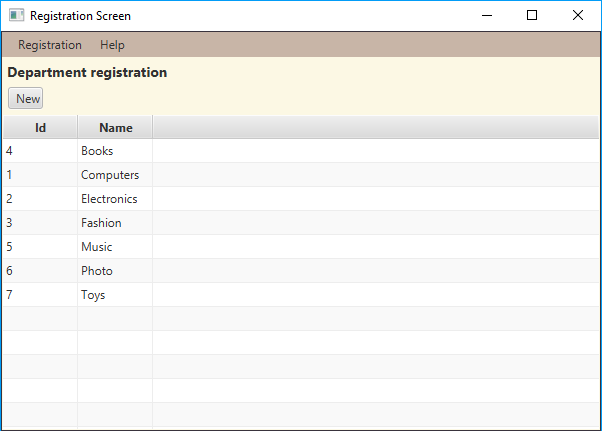 Registration Screen
Registration Help
Department registration
New
Id Name
4 Books
1 Computers
2 Electronics
3 Fashion
5 Music
6 Photo
7 Toys